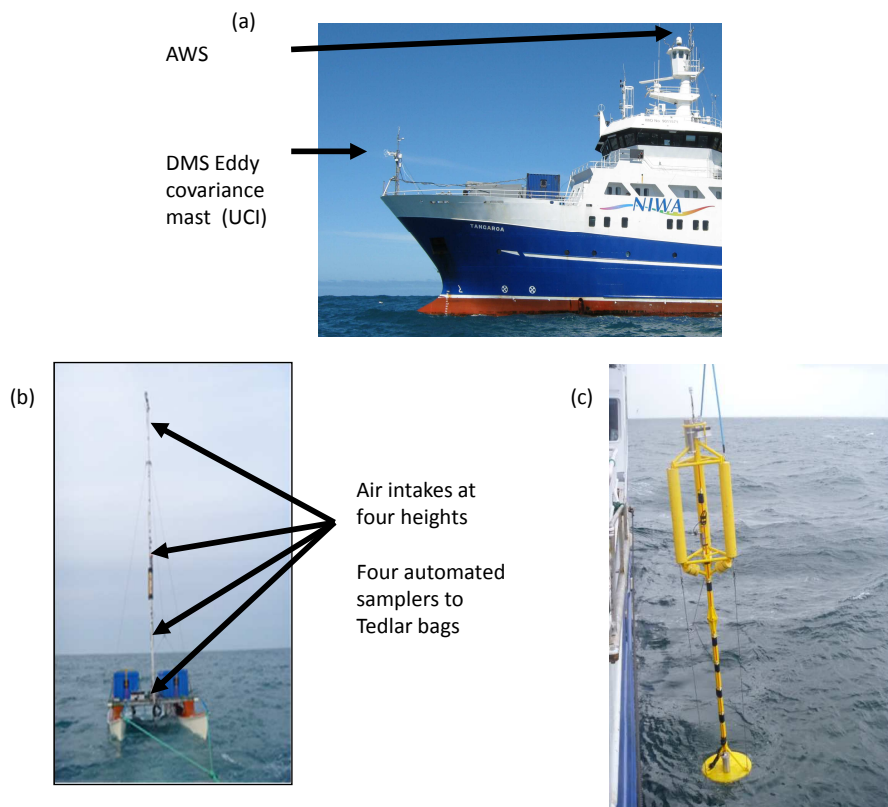 (a)
AWS
DMS Eddy
covariance
mast (UCI)
NIWA
TANGAROA
(b)
(c)
Air intakes at
four heights
Four automated
samplers to
Tedlar bags